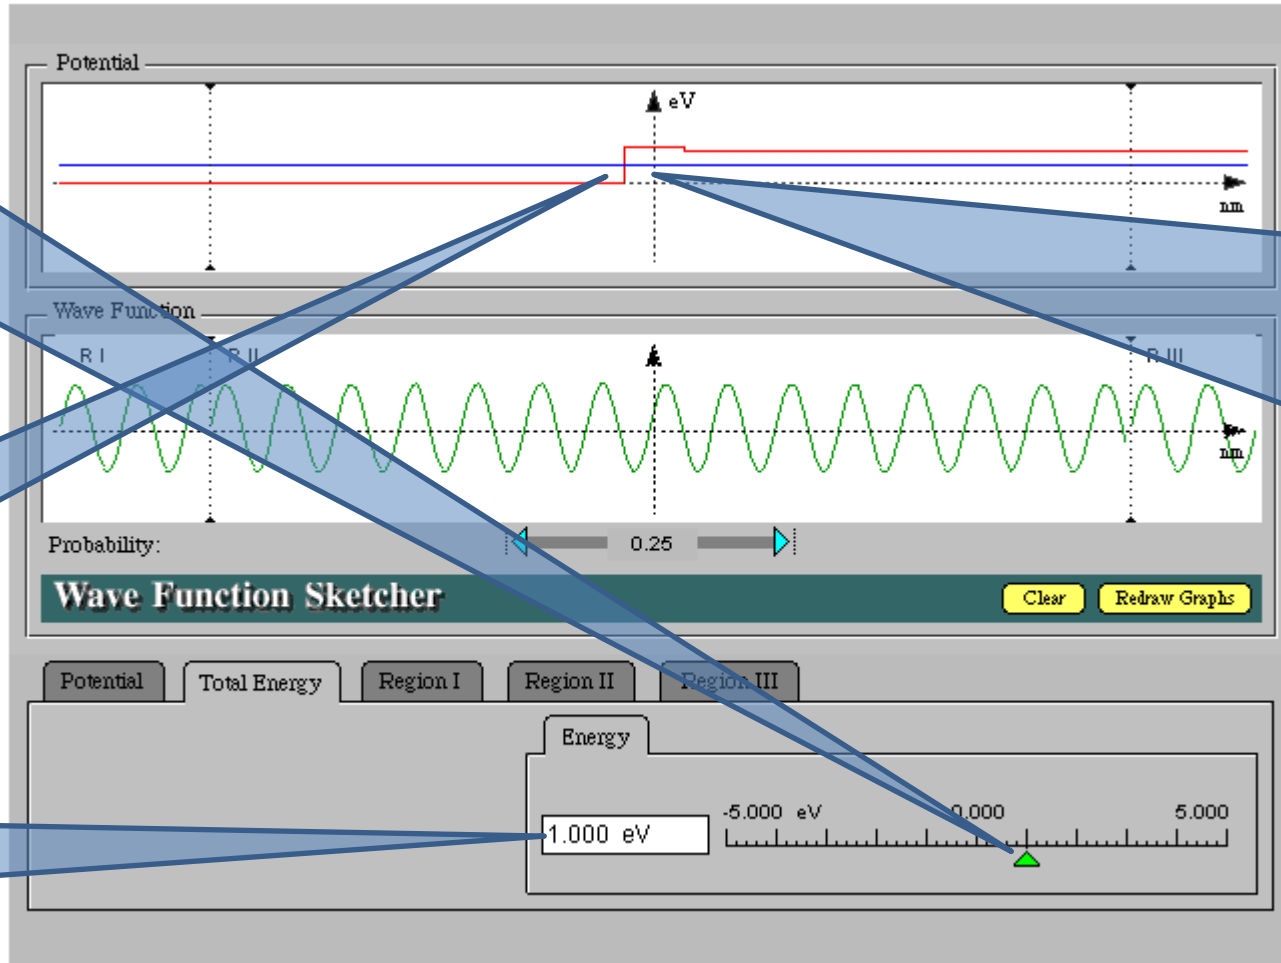 Potential
eV
nm
Wave Function
R I
R II
R III
nm
Probability:
0.25
Wave Function Sketcher
Clear
Redraw Graphs
Potential
Total Energy
Region I
Region II
Region III
Energy
-5.000 eV
0.000
5.000
1.000 eV